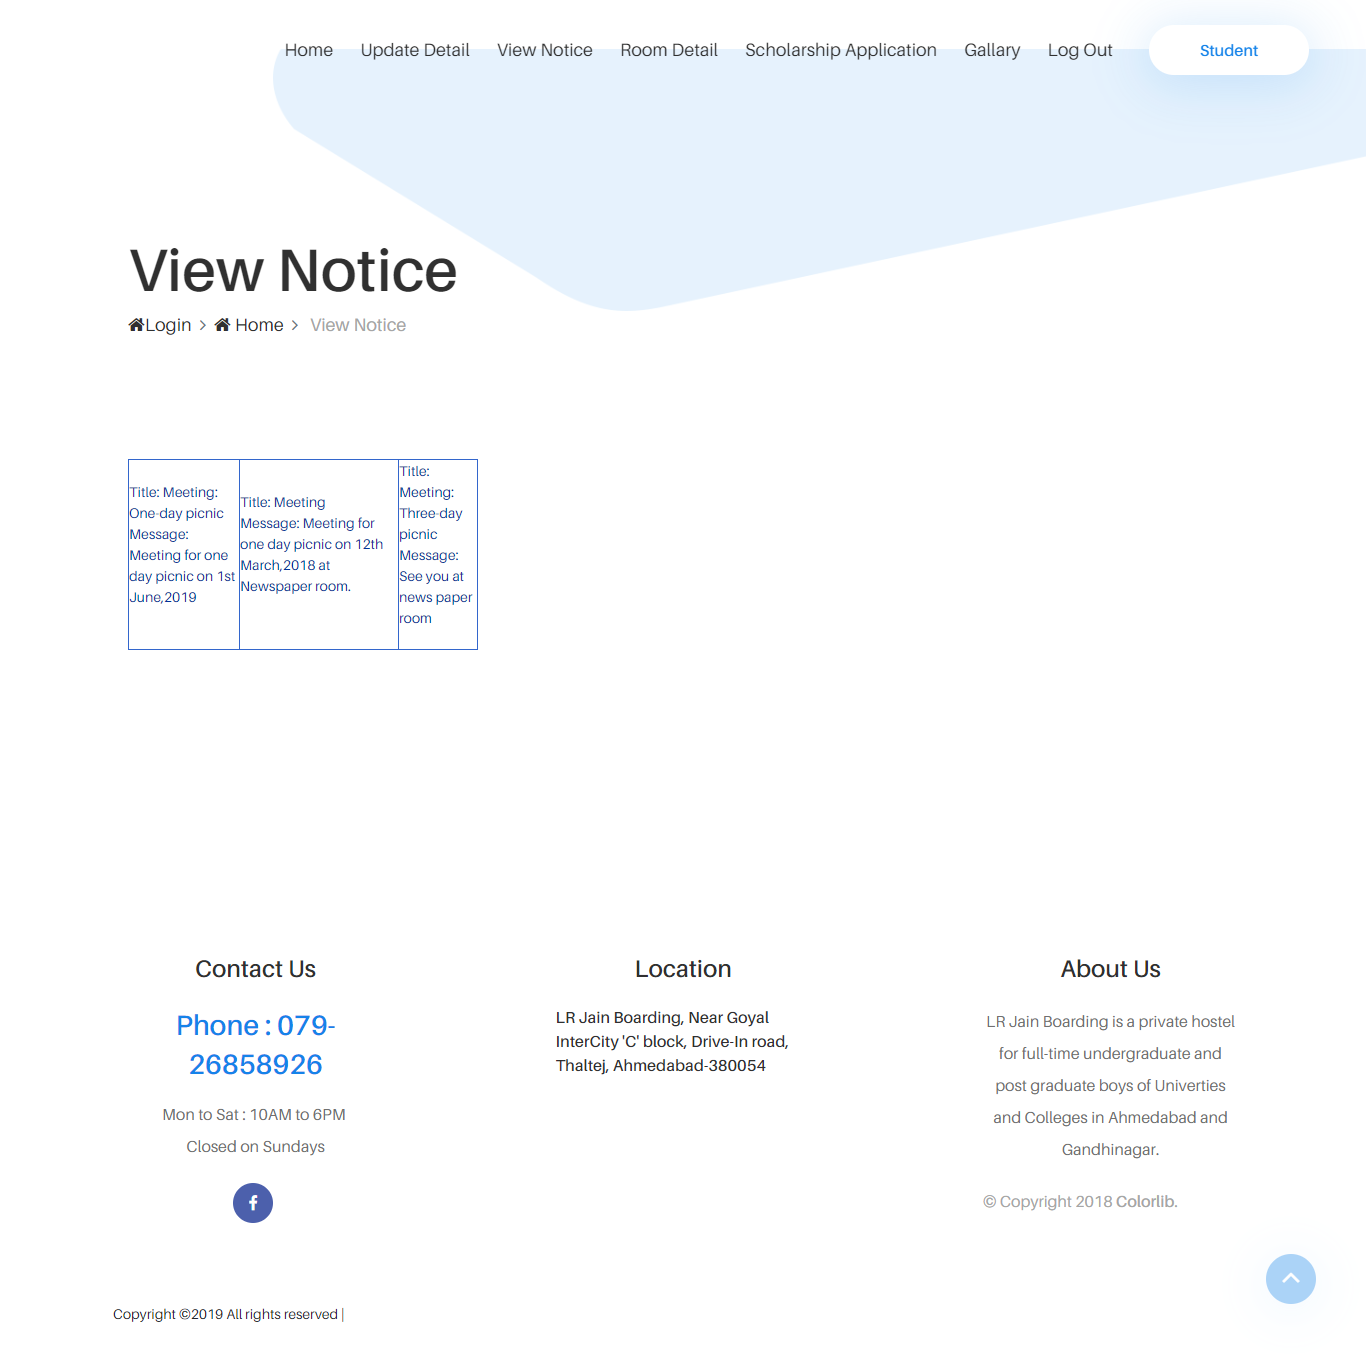 Home Update Detail View Notice Room Detail Scholarship Application Gallary Log Out Student
View Notice
Login > Home > View Notice
Title: Meeting:
One-day picnic
Message:
Meeting for one
day picnic on 1st
June,2019
Title: Meeting
Message: Meeting for
one day picnic on 12th
March,2018 at
Newspaper room.
Title:
Meeting:
Three-day
picnic
Message:
See you at
news paper
room
Contact Us
Phone : 079-
26858926
Mon to Sat : 10AM to 6PM
Closed on Sundays
Location
LR Jain Boarding, Near Goyal
InterCity 'C' block, Drive-In road,
Thaltej, Ahmedabad-380054
About Us
LR Jain Boarding is a private hostel
for full-time undergraduate and
post graduate boys of Univerties
and Colleges in Ahmedabad and
Gandhinagar.
© Copyright 2018 Colorlib.
Copyright ©2019 All rights reserved |